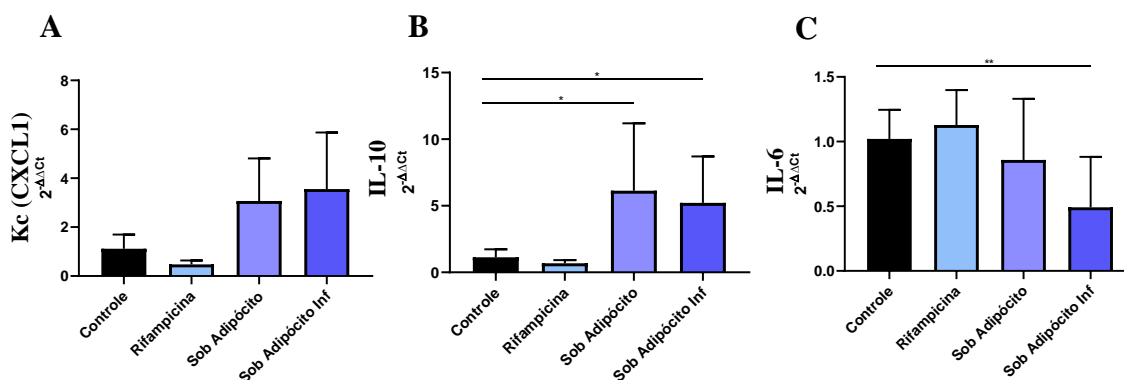 A
Kc (CXCL1)
2-ΔΔCt
8
6
4
2
0
Controle
Rifampicina
Sob Adipócito
Sob Adipócito Inf
B
IL-10
2-ΔΔCt
15
10
5
0
*
*
Controle
Rifampicina
Sob Adipócito
Sob Adipócito Inf
C
IL-6
2-ΔΔCt
1.5
1.0
0.5
0.0
**
Controle
Rifampicina
Sob Adipócito
Sob Adipócito Inf